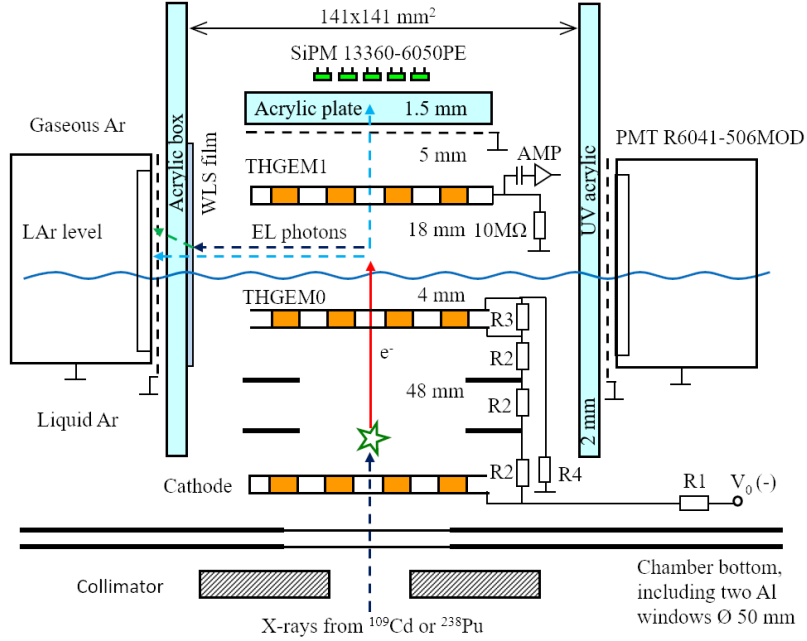 141x141 mm²
SiPM 13360-6050PE
Acrylic plate 1.5 mm
Gaseous Ar
Acrylic box
WLS film
5 mm
AMP
PMT R6041-506MOD
THGEM1
UV acrylic
LAr level
EL photons
18 mm
10MΩ
THGEM0
4 mm
R3
e⁻
R2
48 mm
R2
Liquid Ar
2 mm
R2
R4
Cathode
R1
V₀ (-)
Collimator
Chamber bottom,
including two Al
windows Ø 50 mm
X-rays from ¹⁰⁹Cd or ²³⁸Pu